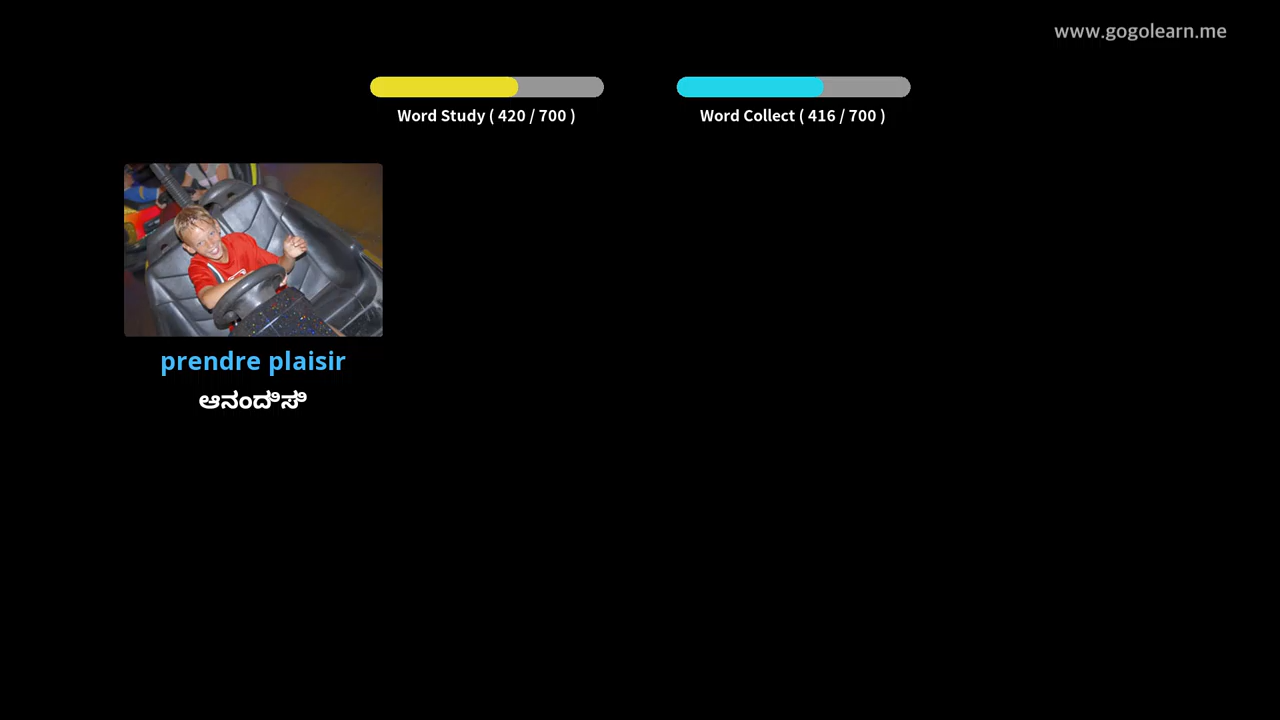 www.gogolearn.me
Word Study ( 420 / 700 )
Word Collect ( 416 / 700 )
prendre plaisir
ಆನಂದಿಸಿ